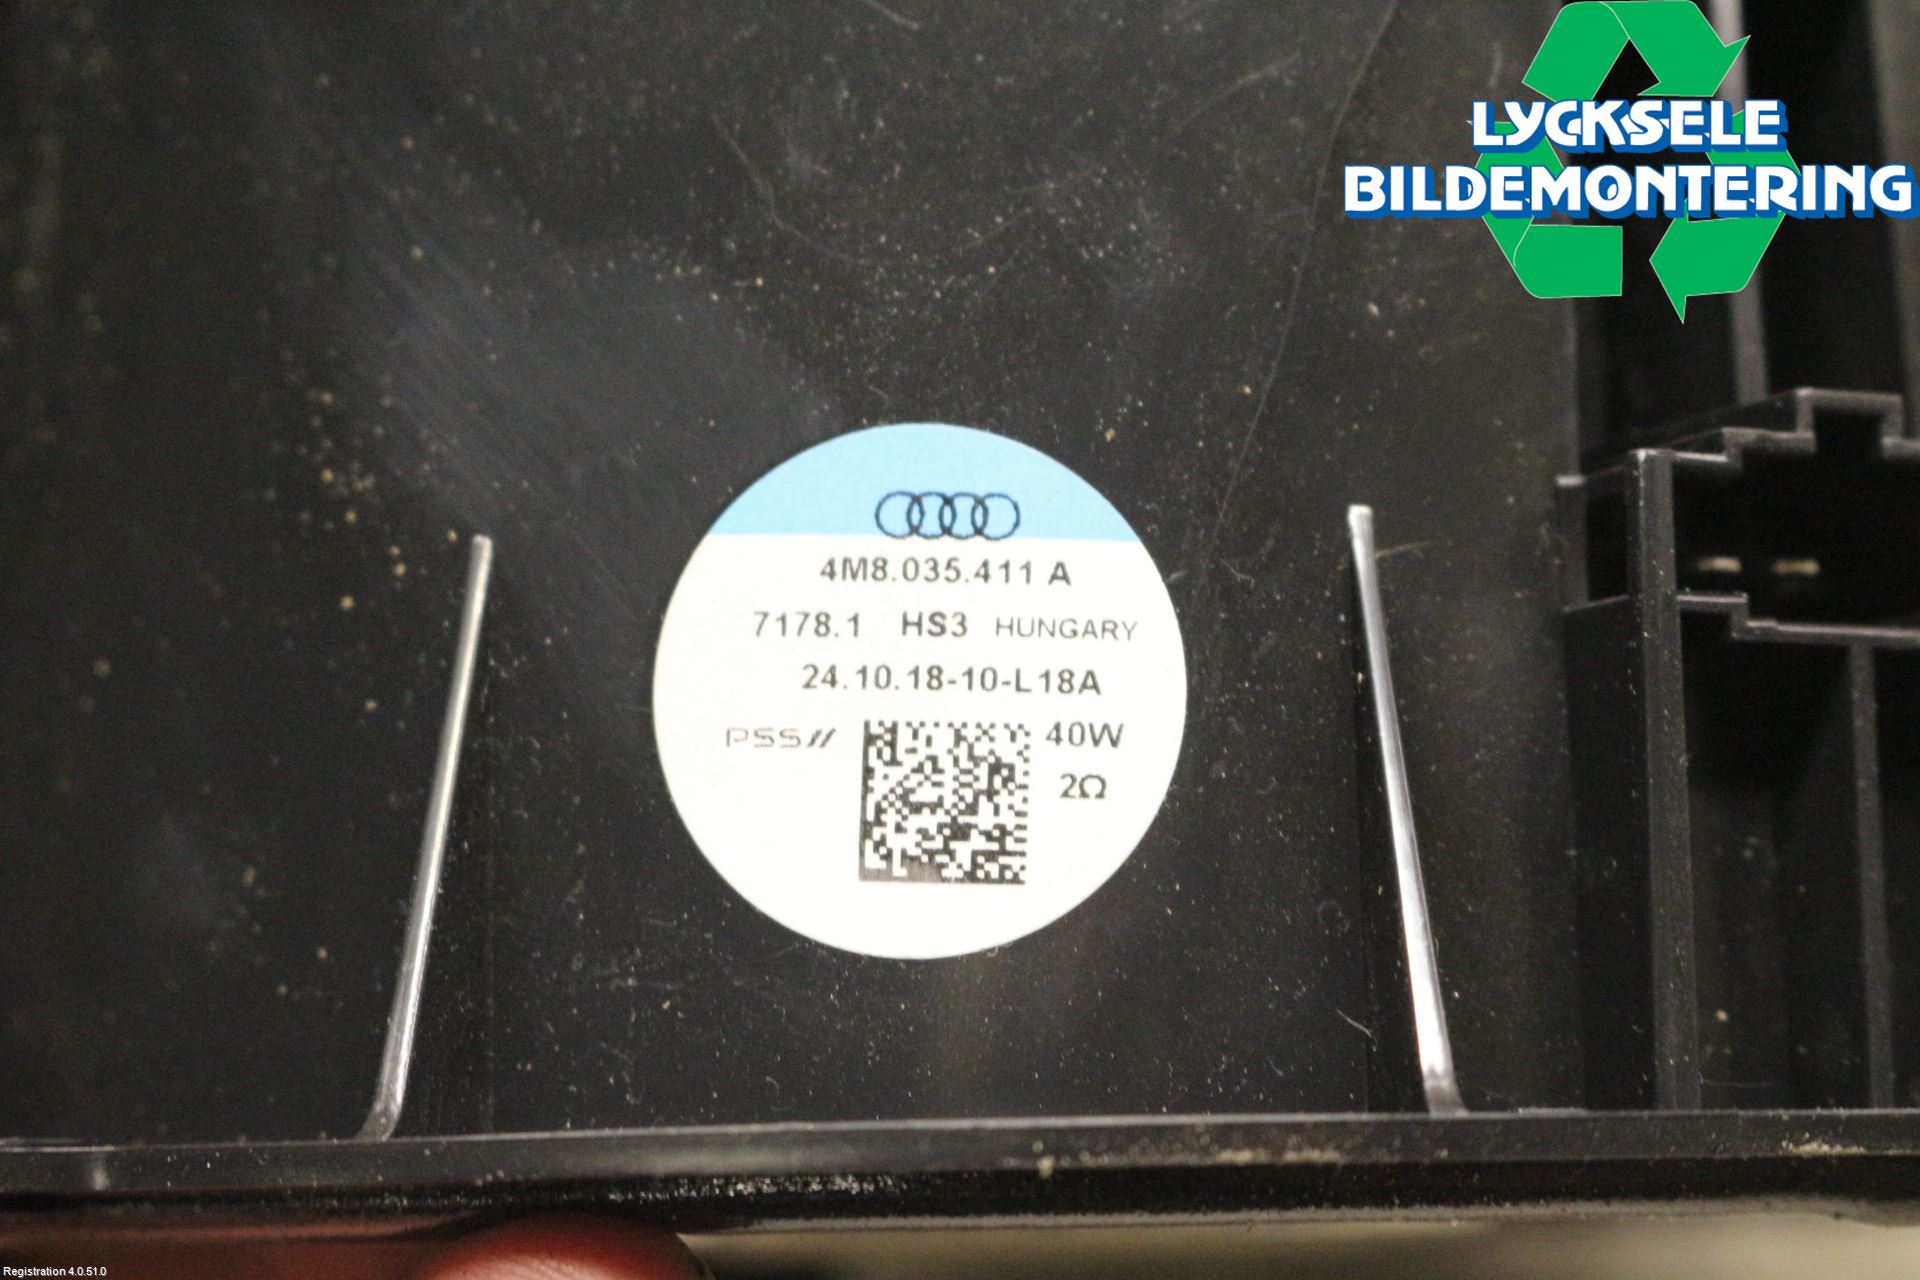 LYCKSELE
BILDEMONTERING
4M8.035.411 A
7178.1 HS3 HUNGARY
24.10.18-10-L18A
PSS
40W
2Ω
Registration 4.0.51.0